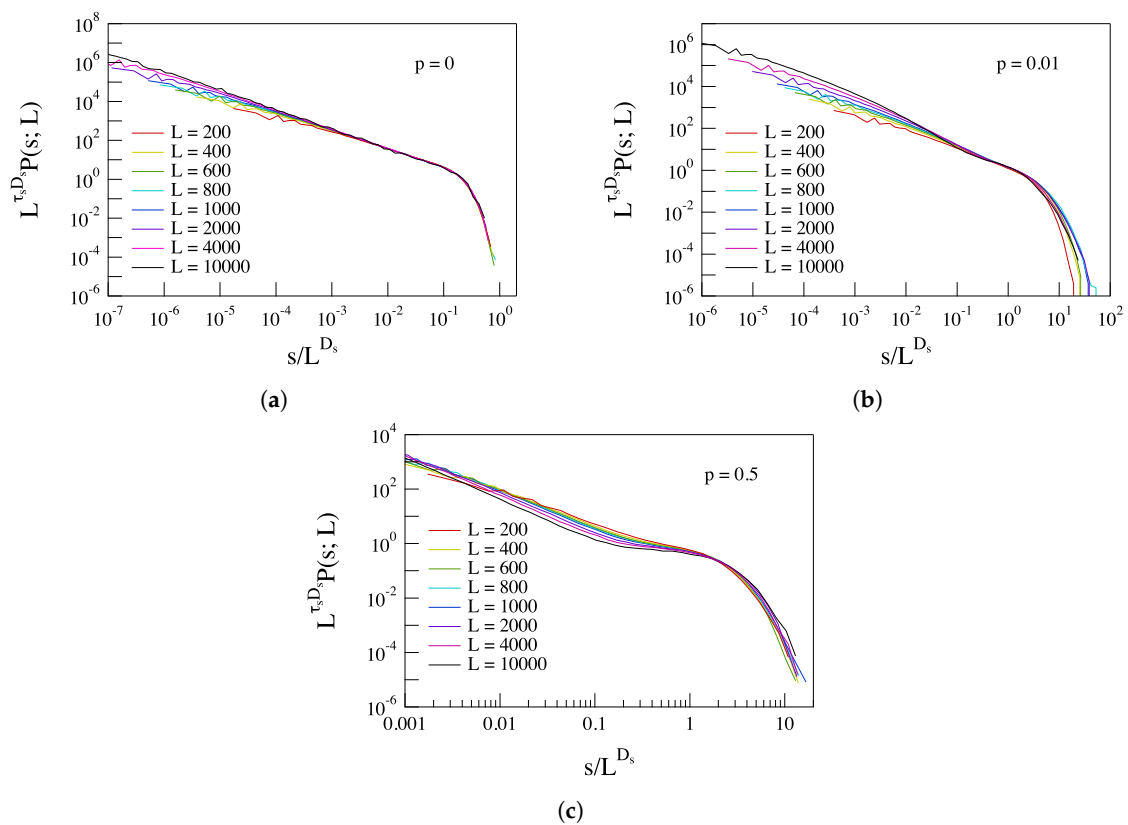 10^8
10^6
10^4
10^2
10^0
10^-2
10^-4
10^-6
L^{τ_s D_s}P(s; L)
p = 0
L = 200
L = 400
L = 600
L = 800
L = 1000
L = 2000
L = 4000
L = 10000
10^-7 10^-6 10^-5 10^-4 10^-3 10^-2 10^-1 10^0
s/L^{D_s}
(a)
10^6
10^4
10^2
10^0
10^-2
10^-4
10^-6
L^{τ_s D_s}P(s; L)
p = 0.01
L = 200
L = 400
L = 600
L = 800
L = 1000
L = 2000
L = 4000
L = 10000
10^-6 10^-5 10^-4 10^-3 10^-2 10^-1 10^0 10^1 10^2
s/L^{D_s}
(b)
10^4
10^2
10^0
10^-2
10^-4
10^-6
L^{τ_s D_s}P(s; L)
p = 0.5
L = 200
L = 400
L = 600
L = 800
L = 1000
L = 2000
L = 4000
L = 10000
0.001 0.01 0.1 1 10
s/L^{D_s}
(c)